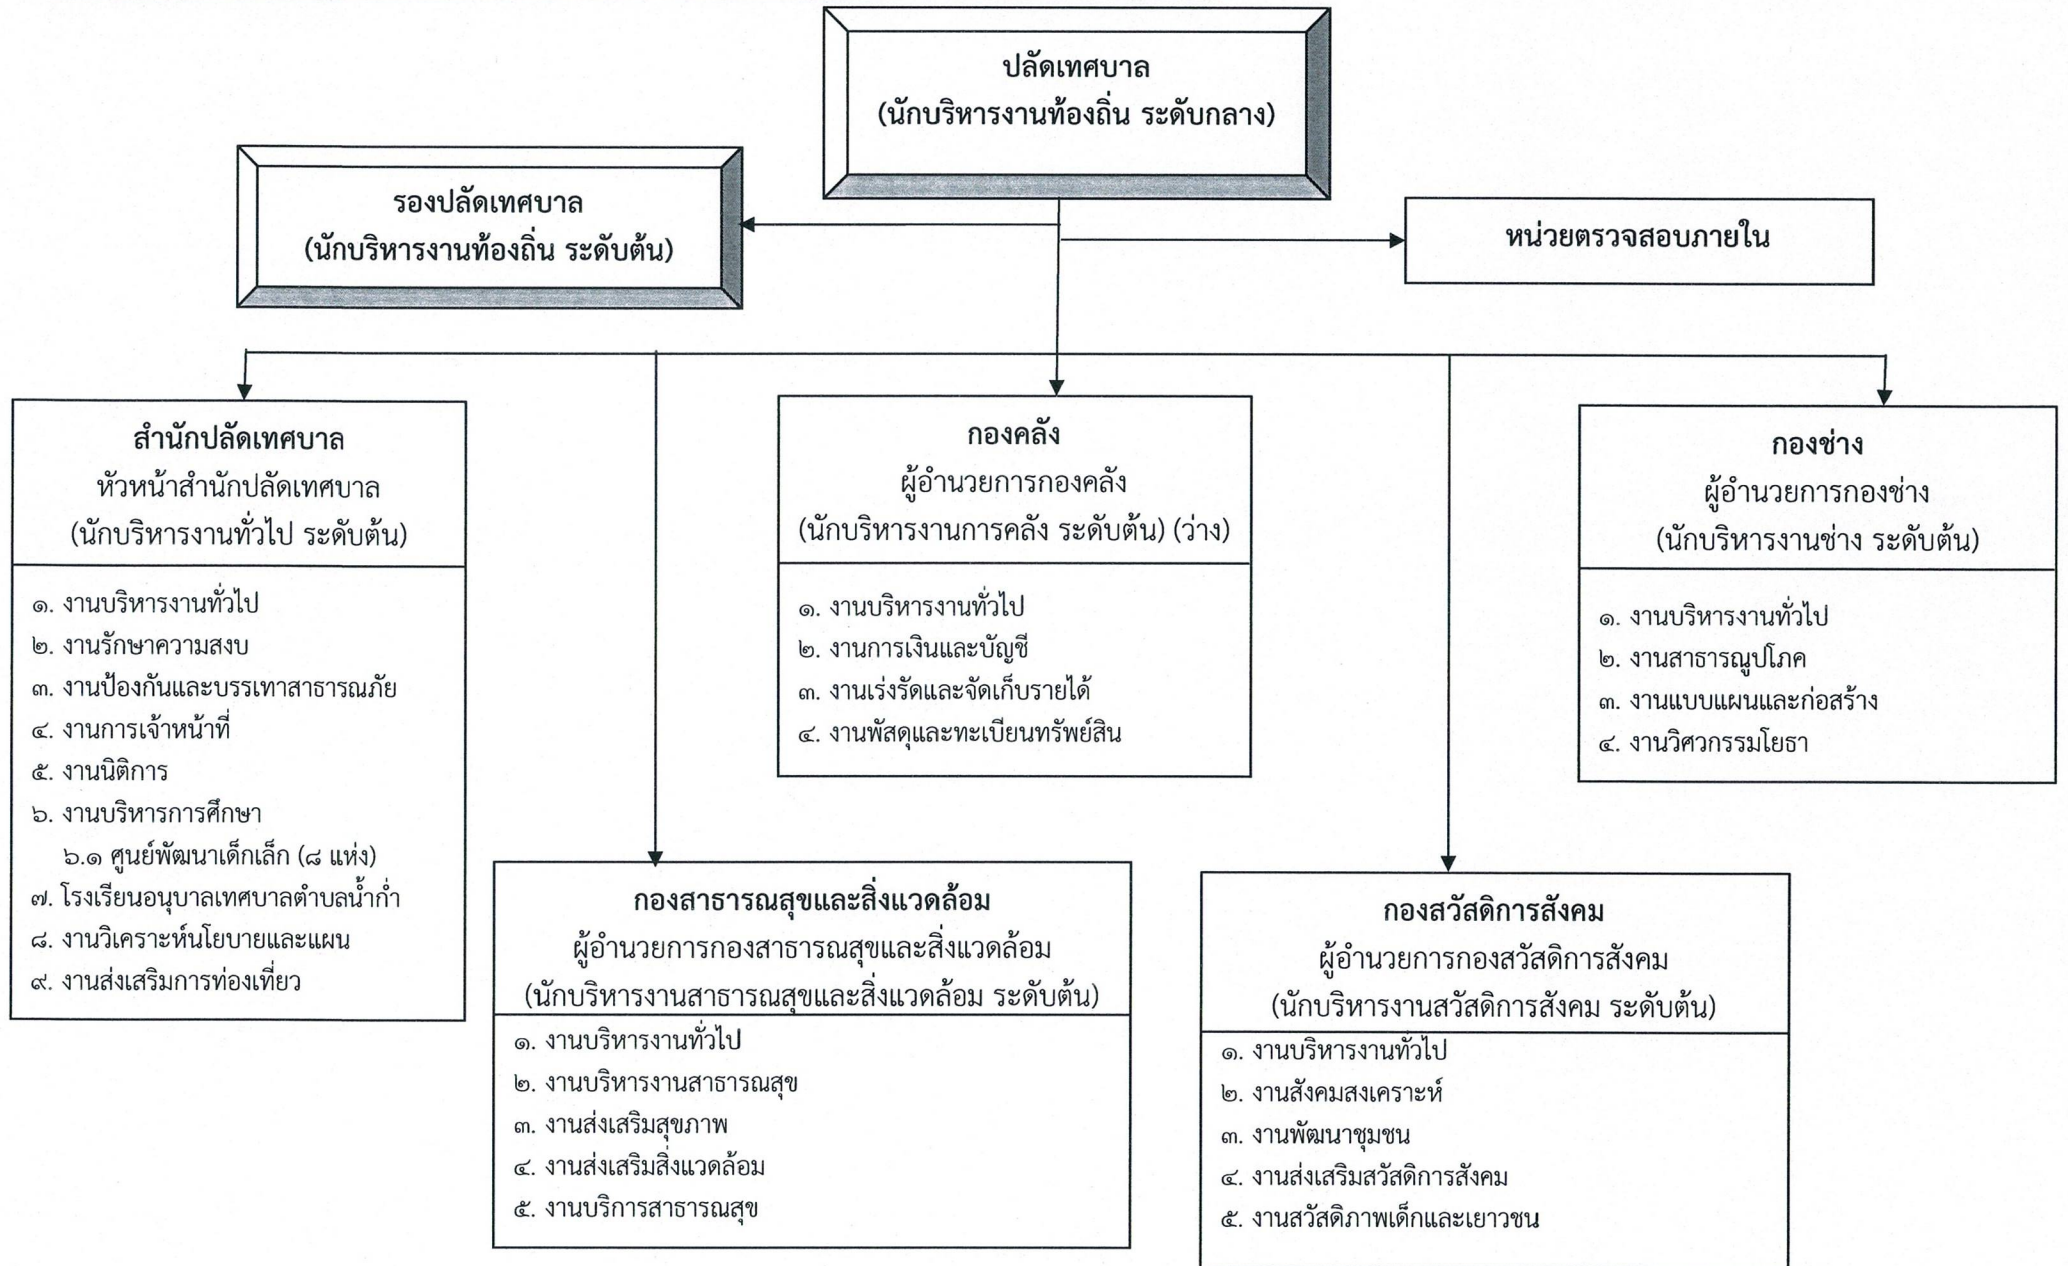 ปลัดเทศบาล
(นักบริหารงานท้องถิ่น ระดับกลาง)
รองปลัดเทศบาล
(นักบริหารงานท้องถิ่น ระดับต้น)
หน่วยตรวจสอบภายใน
สำนักปลัดเทศบาล
หัวหน้าสำนักปลัดเทศบาล
(นักบริหารงานทั่วไป ระดับต้น)
๑. งานบริหารงานทั่วไป
๒. งานรักษาความสงบ
๓. งานป้องกันและบรรเทาสาธารณภัย
๔. งานการเจ้าหน้าที่
๕. งานนิติการ
๖. งานบริหารการศึกษา
๖.๑ ศูนย์พัฒนาเด็กเล็ก (๘ แห่ง)
๗. โรงเรียนอนุบาลเทศบาลตำบลน้ำก่ำ
๘. งานวิเคราะห์นโยบายและแผน
๙. งานส่งเสริมการท่องเที่ยว
กองคลัง
ผู้อำนวยการกองคลัง
(นักบริหารงานการคลัง ระดับต้น) (ว่าง)
๑. งานบริหารงานทั่วไป
๒. งานการเงินและบัญชี
๓. งานเร่งรัดและจัดเก็บรายได้
๔. งานพัสดุและทะเบียนทรัพย์สิน
กองช่าง
ผู้อำนวยการกองช่าง
(นักบริหารงานช่าง ระดับต้น)
๑. งานบริหารงานทั่วไป
๒. งานสาธารณูปโภค
๓. งานแบบแผนและก่อสร้าง
๔. งานวิศวกรรมโยธา
กองสาธารณสุขและสิ่งแวดล้อม
ผู้อำนวยการกองสาธารณสุขและสิ่งแวดล้อม
(นักบริหารงานสาธารณสุขและสิ่งแวดล้อม ระดับต้น)
๑. งานบริหารงานทั่วไป
๒. งานบริหารงานสาธารณสุข
๓. งานส่งเสริมสุขภาพ
๔. งานส่งเสริมสิ่งแวดล้อม
๕. งานบริการสาธารณสุข
กองสวัสดิการสังคม
ผู้อำนวยการกองสวัสดิการสังคม
(นักบริหารงานสวัสดิการสังคม ระดับต้น)
๑. งานบริหารงานทั่วไป
๒. งานสังคมสงเคราะห์
๓. งานพัฒนาชุมชน
๔. งานส่งเสริมสวัสดิการสังคม
๕. งานสวัสดิภาพเด็กและเยาวชน